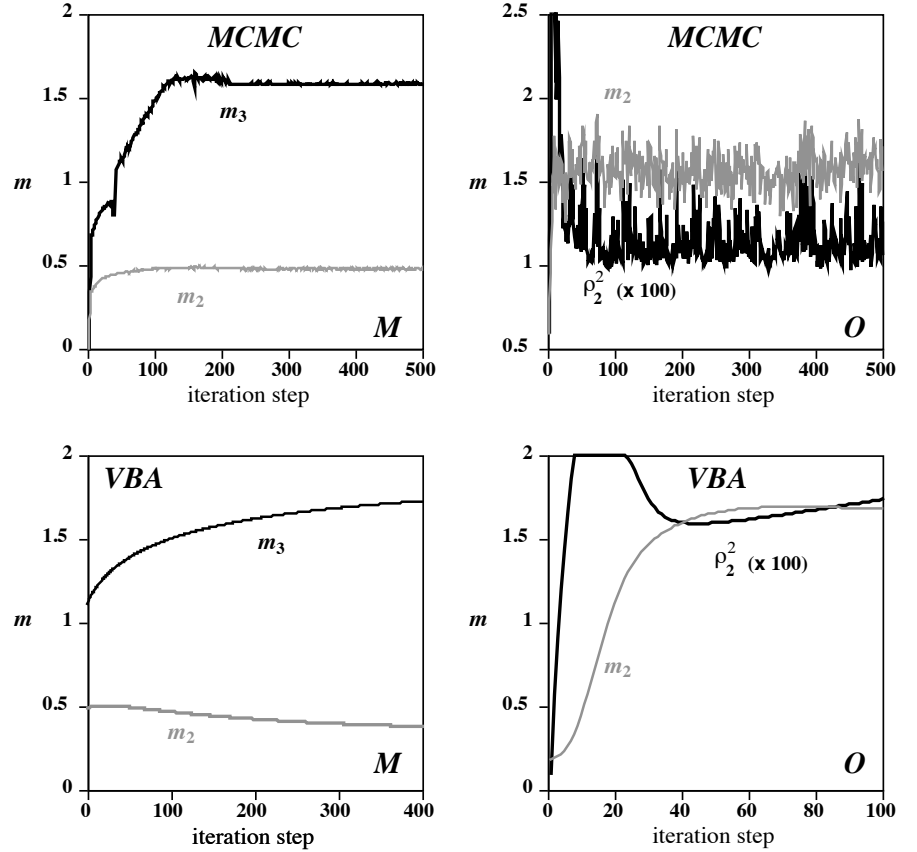 MCMC
2
1.5
1
0.5
0
m
m3
m2
M
0 100 200 300 400 500
iteration step
MCMC
2.5
2
1.5
1
0.5
m
m2
ρ₂² (x 100)
O
0 100 200 300 400 500
iteration step
VBA
2
1.5
1
0.5
0
m
m3
m2
M
0 100 200 300 400
iteration step
VBA
2
1.5
1
0.5
0
m
ρ₂² (x 100)
m2
O
0 20 40 60 80 100
iteration step